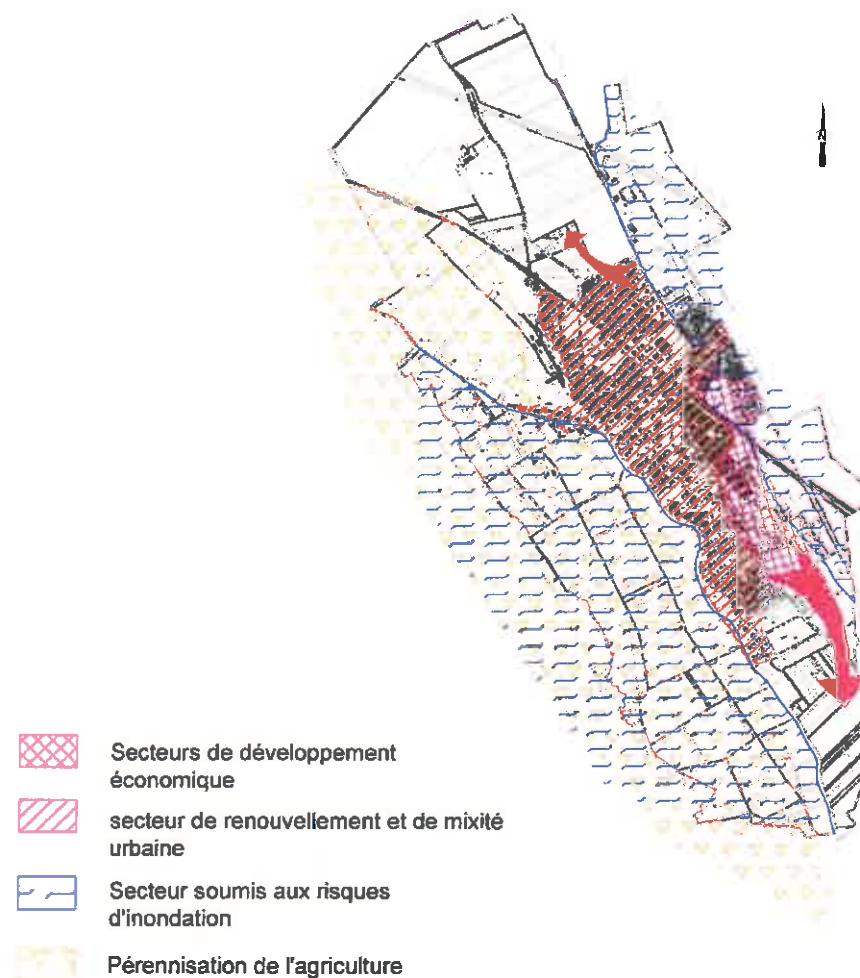 N
Secteurs de développement
économique
secteur de renouvellement et de mixité
urbaine
Secteur soumis aux risques
d'inondation
Pérennisation de l'agriculture